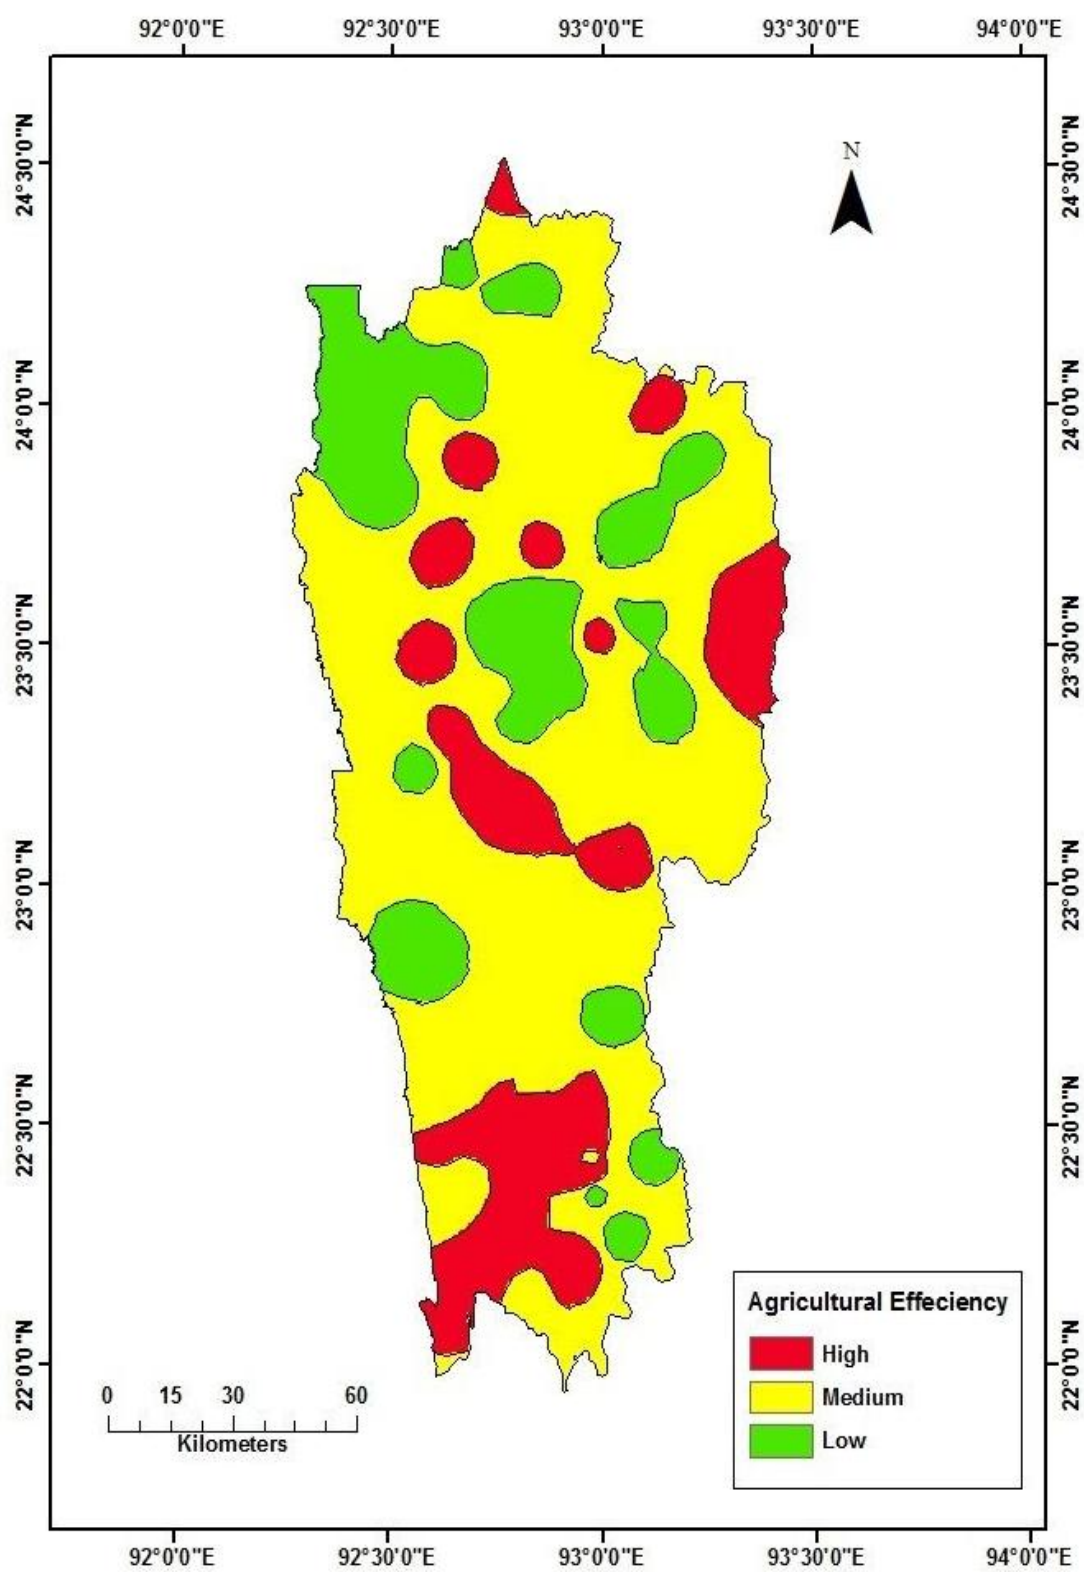 92°0'0"E 92°30'0"E 93°0'0"E 93°30'0"E 94°0'0"E
N
24°30'0"N 24°30'0"N
24°0'0"N 24°0'0"N
23°30'0"N 23°30'0"N
23°0'0"N 23°0'0"N
22°30'0"N 22°30'0"N
22°0'0"N 22°0'0"N
Agricultural Effeciency
High
Medium
Low
0 15 30 60
Kilometers
92°0'0"E 92°30'0"E 93°0'0"E 93°30'0"E 94°0'0"E